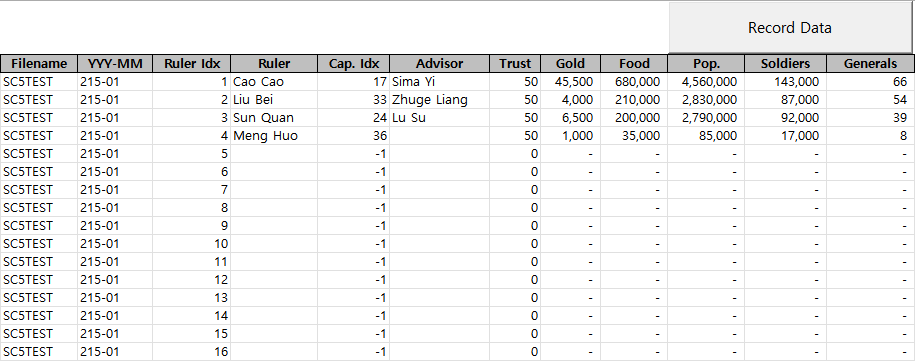 Record Data
Filename YYY-MM Ruler Idx Ruler Cap. Idx Advisor Trust Gold Food Pop. Soldiers Generals
SC5TEST 215-01 1 Cao Cao 17 Sima Yi 50 45,500 680,000 4,560,000 143,000 66
SC5TEST 215-01 2 Liu Bei 33 Zhuge Liang 50 4,000 210,000 2,830,000 87,000 54
SC5TEST 215-01 3 Sun Quan 24 Lu Su 50 6,500 200,000 2,790,000 92,000 39
SC5TEST 215-01 4 Meng Huo 36 50 1,000 35,000 85,000 17,000 8
SC5TEST 215-01 5 -1 0 - - - - -
SC5TEST 215-01 6 -1 0 - - - - -
SC5TEST 215-01 7 -1 0 - - - - -
SC5TEST 215-01 8 -1 0 - - - - -
SC5TEST 215-01 9 -1 0 - - - - -
SC5TEST 215-01 10 -1 0 - - - - -
SC5TEST 215-01 11 -1 0 - - - - -
SC5TEST 215-01 12 -1 0 - - - - -
SC5TEST 215-01 13 -1 0 - - - - -
SC5TEST 215-01 14 -1 0 - - - - -
SC5TEST 215-01 15 -1 0 - - - - -
SC5TEST 215-01 16 -1 0 - - - - -